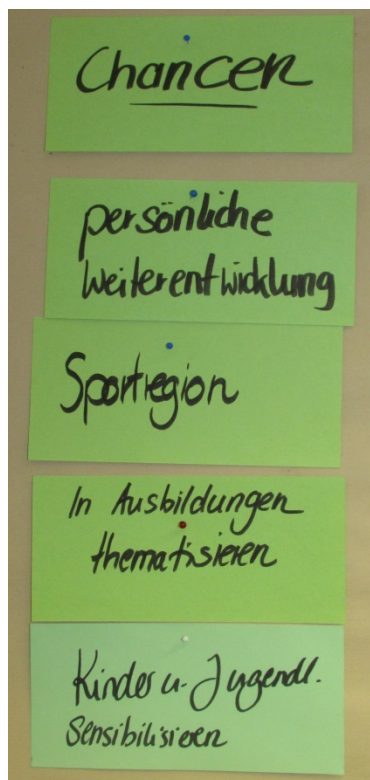 Chancen
persönliche
Weiterentwicklung
Sportregion
In Ausbildungen
thematisieren
Kinder u. Jugendl.
Sensibilisieren